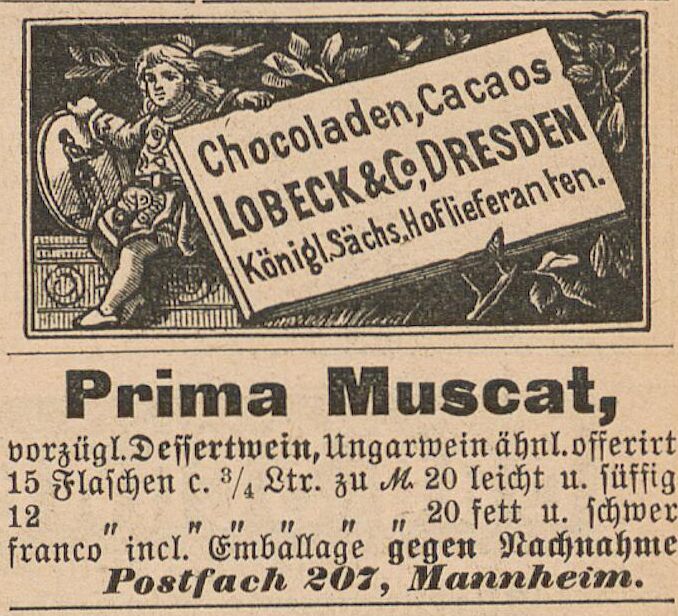 Chocoladen, Cacaos
LOBECK & Co, DRESDEN
Königl. Sächs. Hoflieferanten.
Prima Muscat,
vorzügl. Dessertwein, Ungarwein ähnl. offerirt
15 Flaschen c. 3/4 Ltr. zu M. 20 leicht u. süffig
12 " " " " " " 20 fett u. schwer
franco incl. Emballage gegen Nachnahme
Postfach 207, Mannheim.